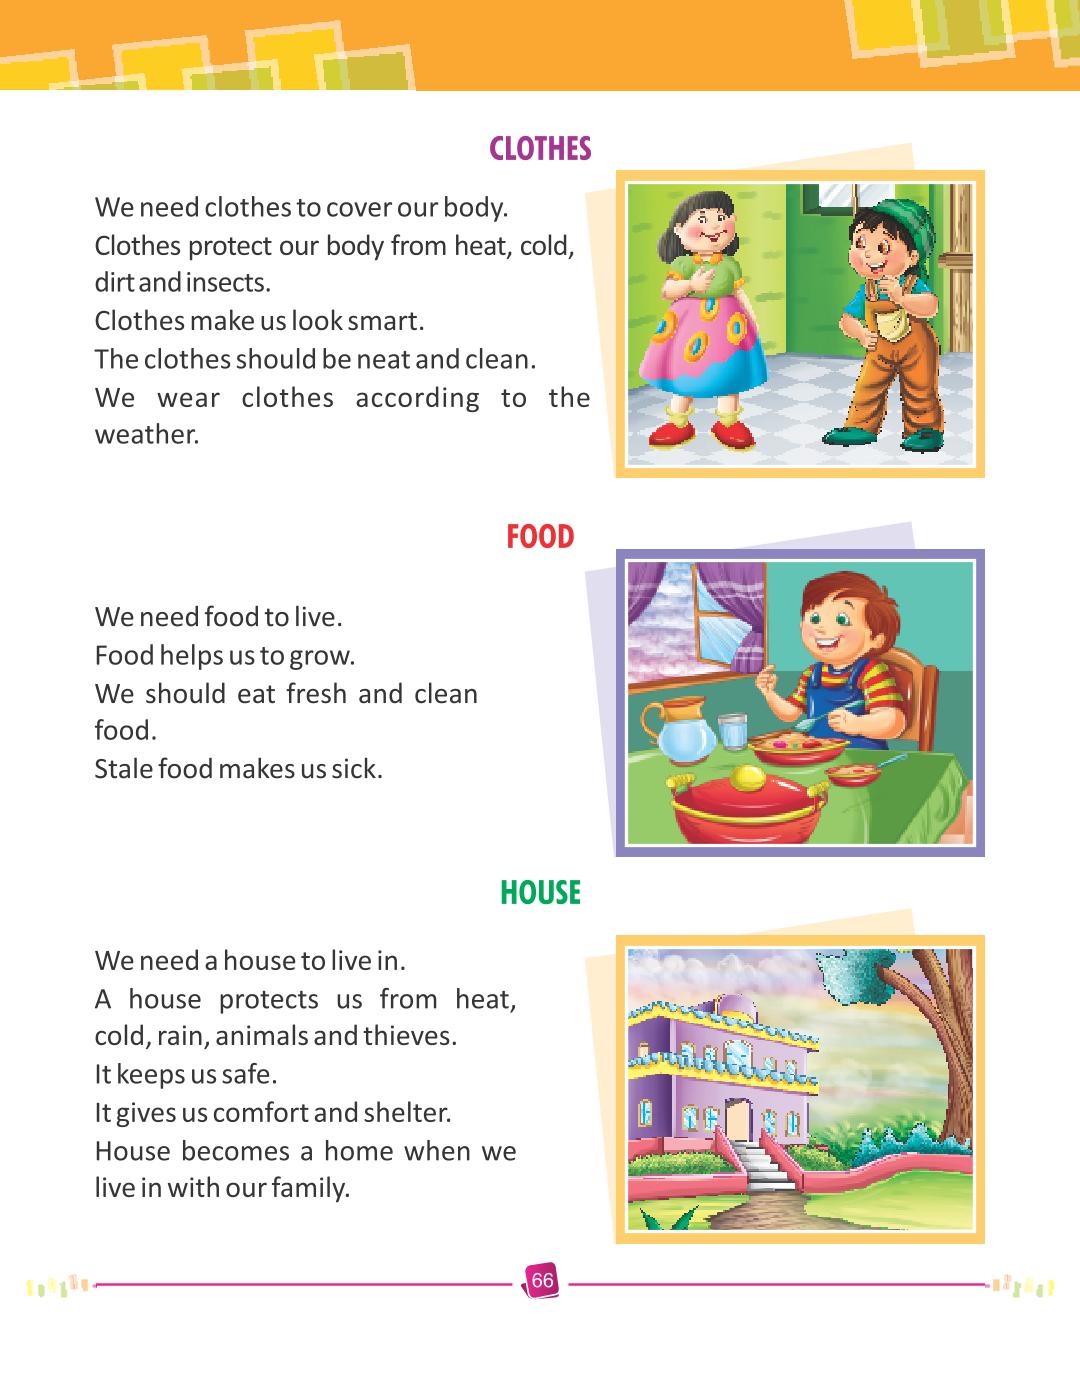 CLOTHES
We need clothes to cover our body.
Clothes protect our body from heat, cold,
dirt and insects.
Clothes make us look smart.
The clothes should be neat and clean.
We wear clothes according to the
weather.
FOOD
We need food to live.
Food helps us to grow.
We should eat fresh and clean
food.
Stale food makes us sick.
HOUSE
We need a house to live in.
A house protects us from heat,
cold, rain, animals and thieves.
It keeps us safe.
It gives us comfort and shelter.
House becomes a home when we
live in with our family.
66